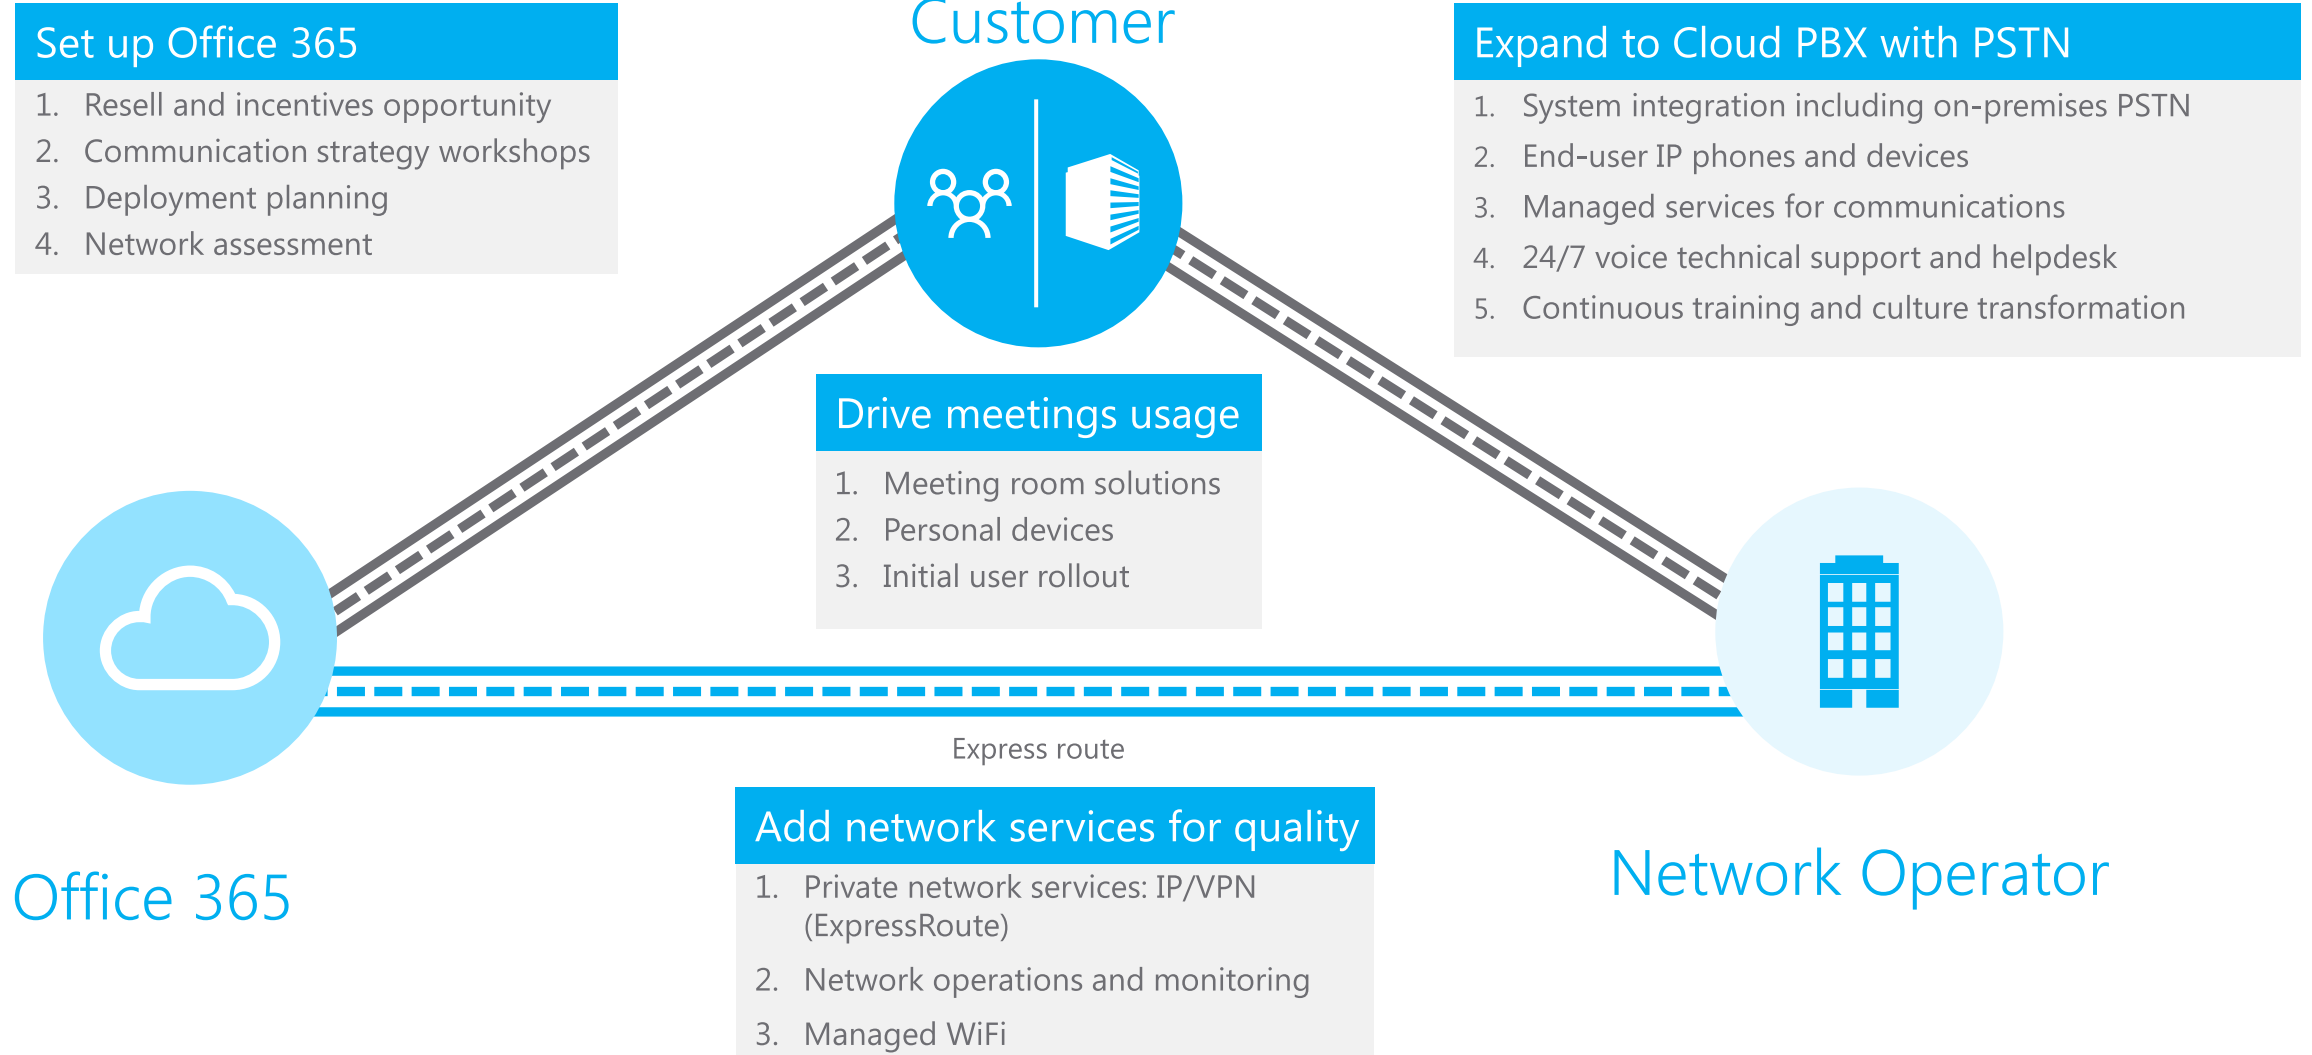 Customer
Set up Office 365
1. Resell and incentives opportunity
2. Communication strategy workshops
3. Deployment planning
4. Network assessment
Expand to Cloud PBX with PSTN
1. System integration including on-premises PSTN
2. End-user IP phones and devices
3. Managed services for communications
4. 24/7 voice technical support and helpdesk
5. Continuous training and culture transformation
Drive meetings usage
1. Meeting room solutions
2. Personal devices
3. Initial user rollout
Express route
Office 365
Network Operator
Add network services for quality
1. Private network services: IP/VPN
(ExpressRoute)
2. Network operations and monitoring
3. Managed WiFi